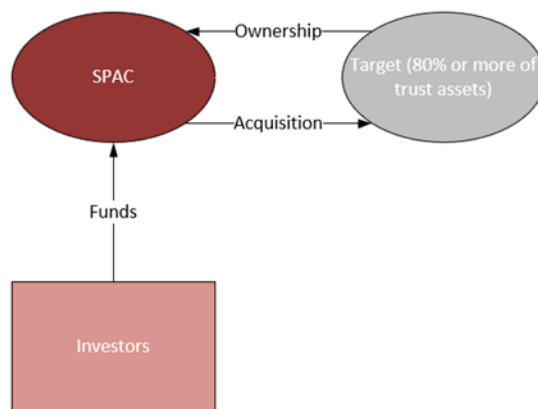 Ownership
SPAC
Target (80% or more of
trust assets)
Acquisition
Funds
Investors